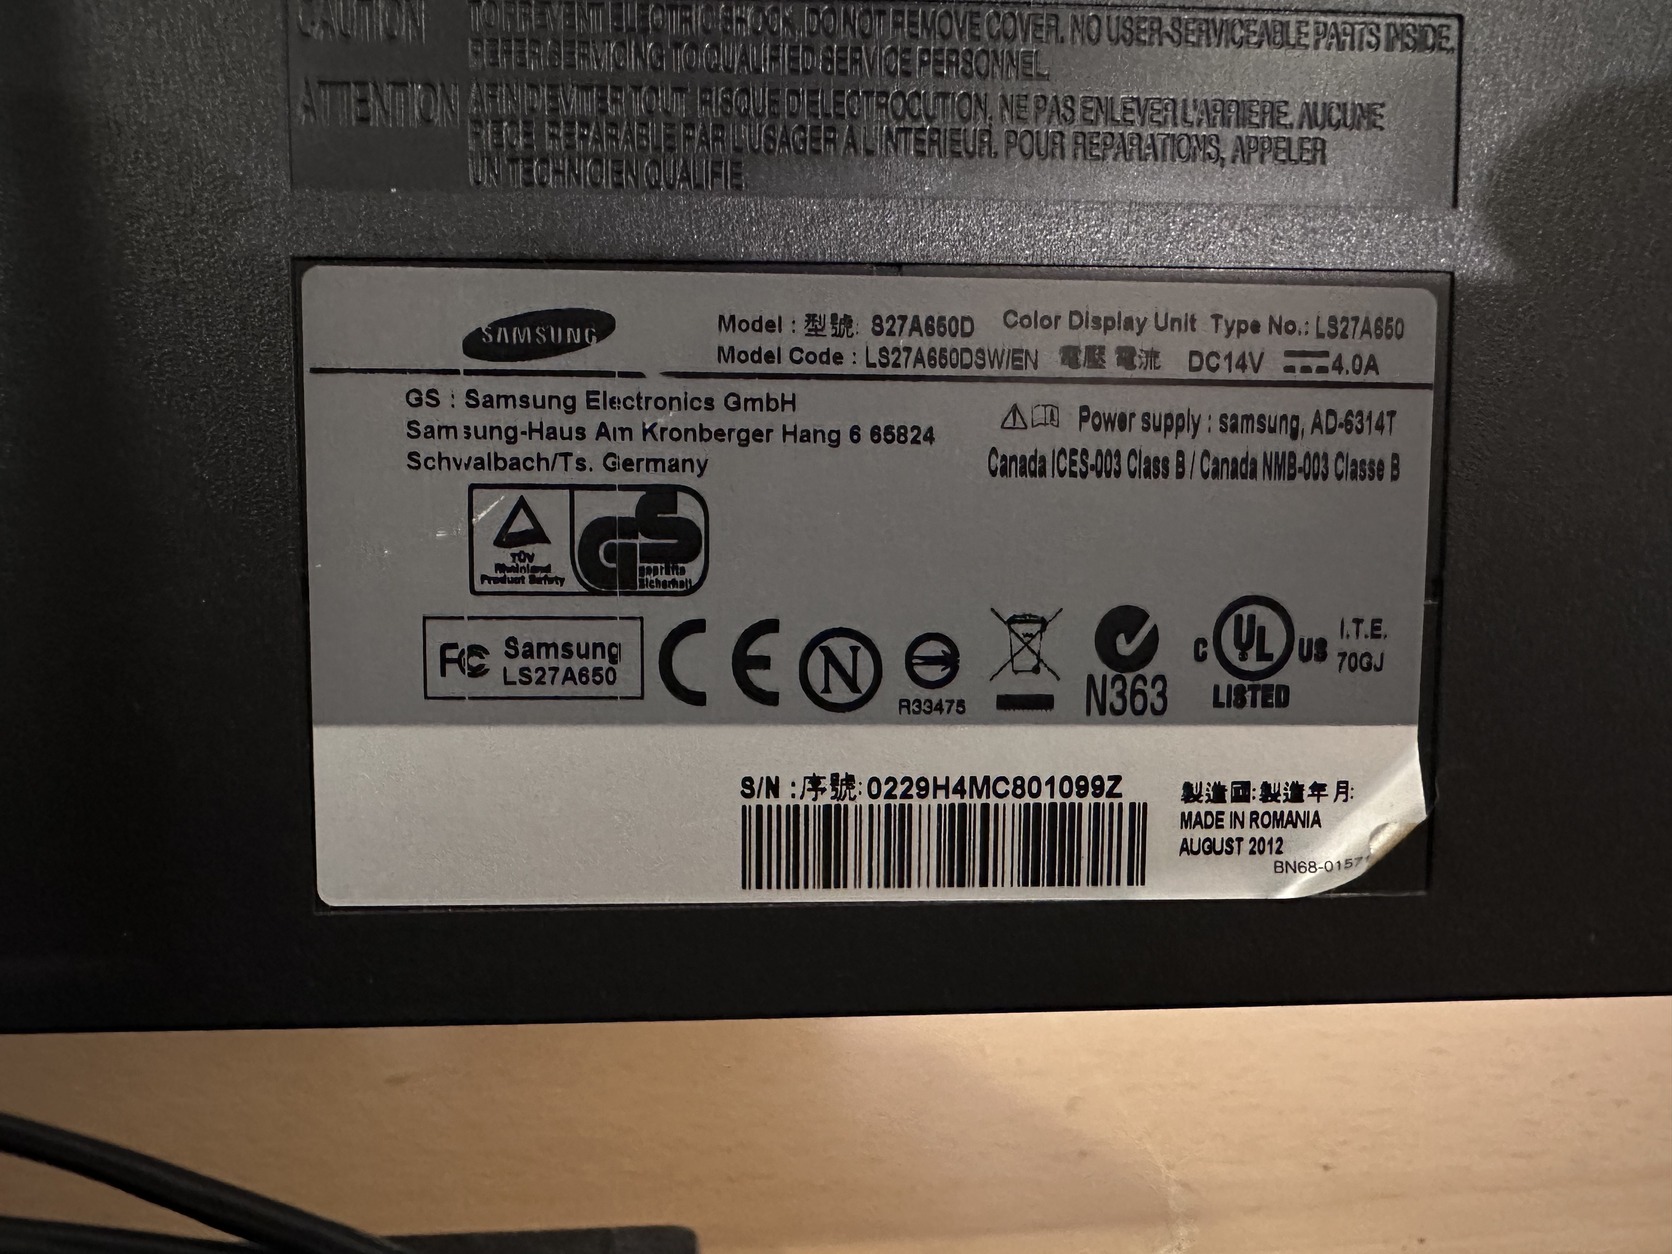 CAUTION TO PREVENT ELECTRIC SHOCK, DO NOT REMOVE COVER. NO USER-SERVICEABLE PARTS INSIDE.
REFER SERVICING TO QUALIFIED SERVICE PERSONNEL.
ATTENTION AFIN D'EVITER TOUT RISQUE D'ELECTROCUTION, NE PAS ENLEVER L'ARRIERE. AUCUNE
PIECE REPARABLE PAR L'USAGER A L'INTERIEUR. POUR REPARATIONS, APPELER
UN TECHNICIEN QUALIFIE
SAMSUNG
Model : 型號: S27A650D Color Display Unit Type No.: LS27A650
Model Code : LS27A650DSW/EN 電壓 電流 DC14V 4.0A
GS : Samsung Electronics GmbH
Samsung-Haus Am Kronberger Hang 6 65824
Schwalbach/Ts. Germany
Power supply : samsung, AD-6314T
Canada ICES-003 Class B / Canada NMB-003 Classe B
TÜV
Rheinland
Product Safety
GS
geprüfte
Sicherheit
FC Samsung
LS27A650
CE
N
R33475
N363
C UL US
LISTED
I.T.E.
70GJ
S/N :序號:0229H4MC801099Z
製造國:製造年月:
MADE IN ROMANIA
AUGUST 2012
BN68-0157